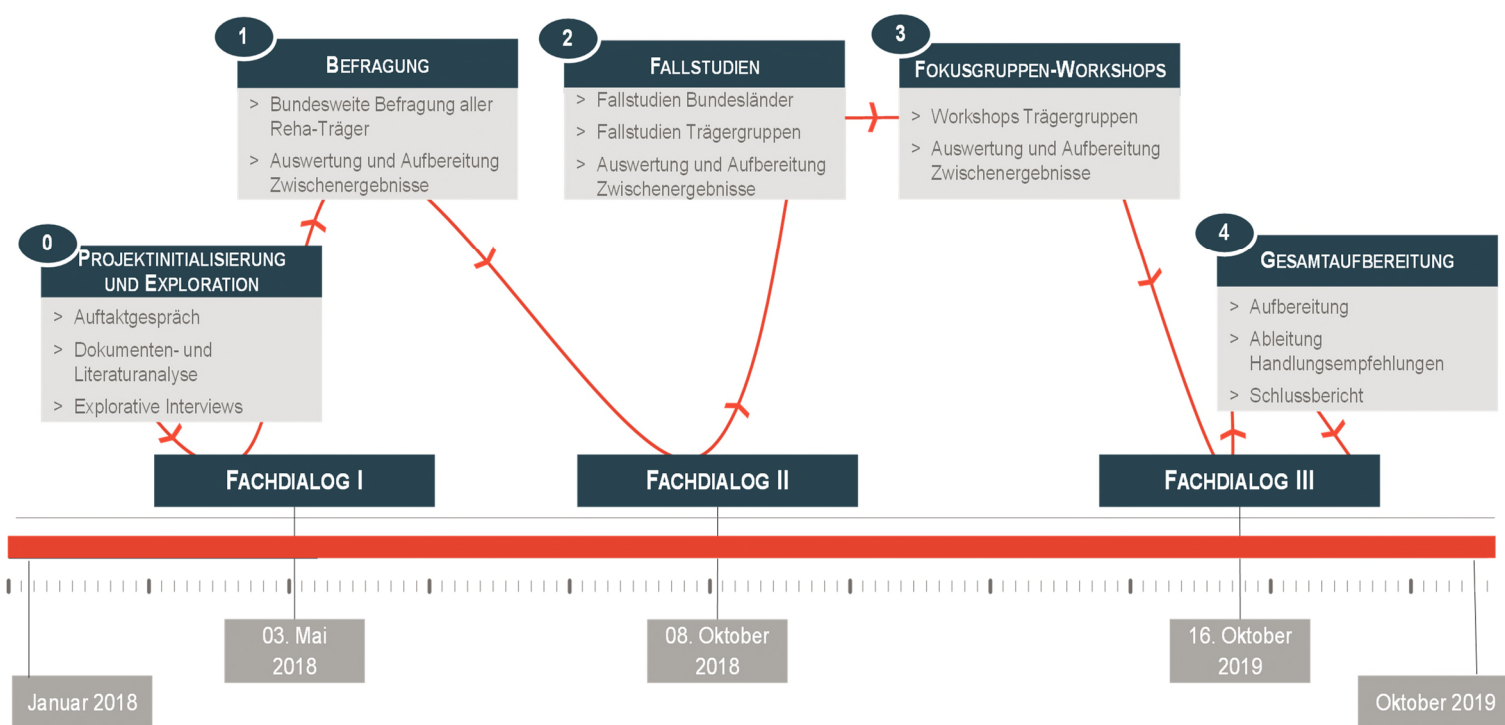 0
PROJEKTINITIALISIERUNG
UND EXPLORATION
> Auftaktgespräch
> Dokumenten- und
Literaturanalyse
> Explorative Interviews
1
BEFRAGUNG
> Bundesweite Befragung aller
Reha-Träger
> Auswertung und Aufbereitung
Zwischenergebnisse
2
FALLSTUDIEN
> Fallstudien Bundesländer
> Fallstudien Trägergruppen
> Auswertung und Aufbereitung
Zwischenergebnisse
3
FOKUSGRUPPEN-WORKSHOPS
> Workshops Trägergruppen
> Auswertung und Aufbereitung
Zwischenergebnisse
4
GESAMTAUFBEREITUNG
> Aufbereitung
> Ableitung
Handlungsempfehlungen
> Schlussbericht
FACHDIALOG I
FACHDIALOG II
FACHDIALOG III
03. Mai
2018
08. Oktober
2018
16. Oktober
2019
Januar 2018
Oktober 2019